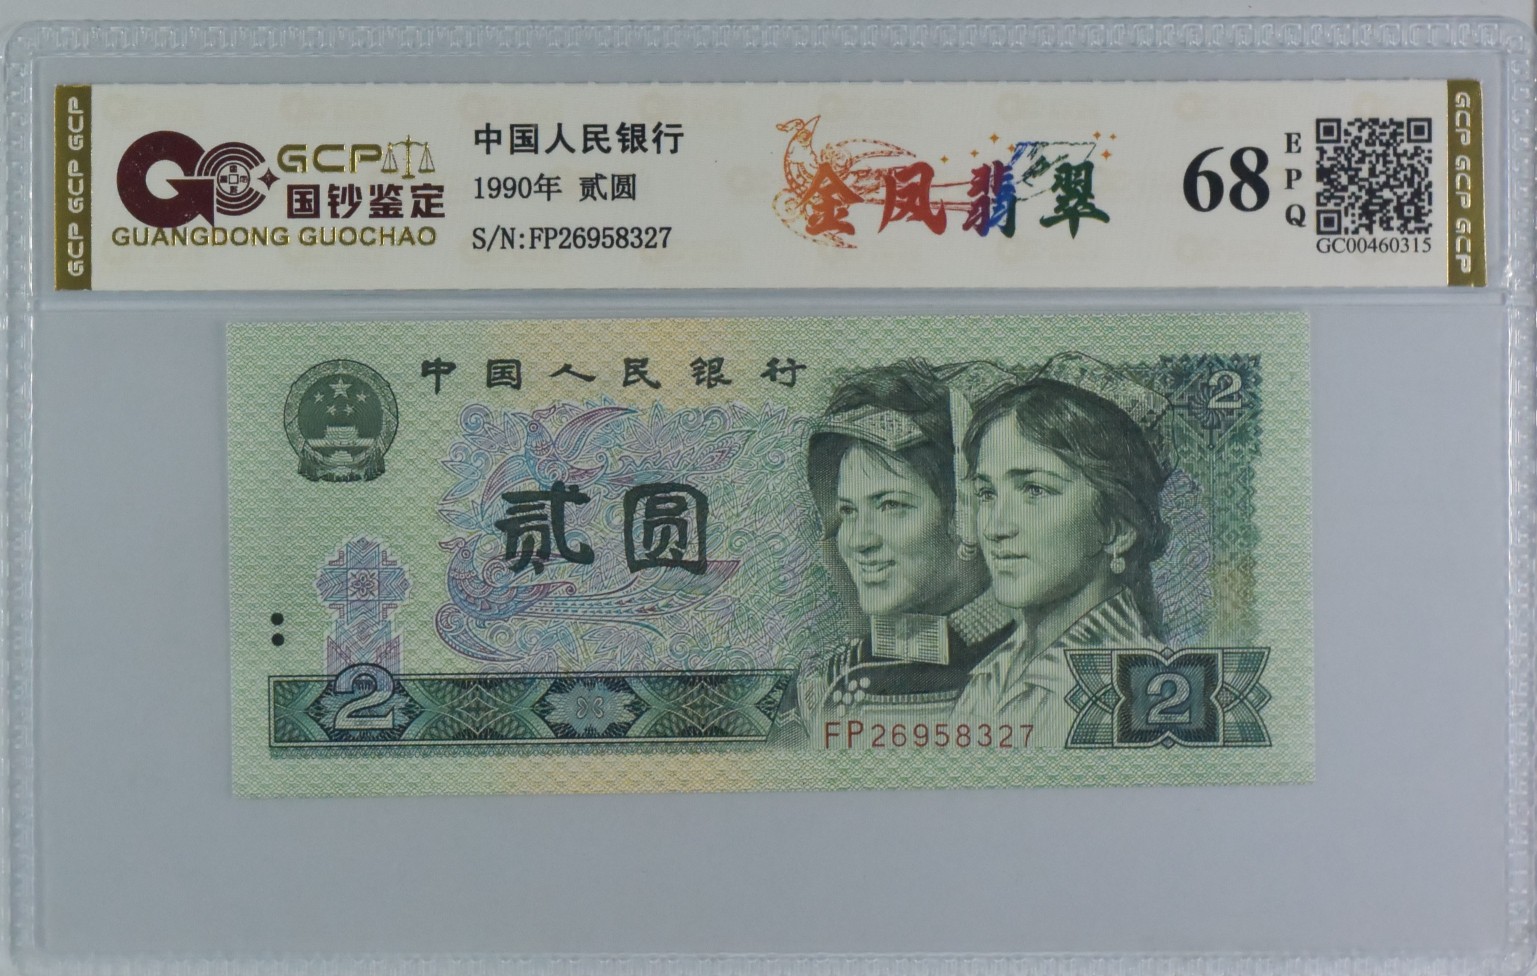 GCP GCP GCP
GCP
国钞鉴定
GUANGDONG GUOCHAO
中国人民银行
1990年 贰圆
S/N:FP26958327
金凤翡翠
68
EPQ
GC00460315
GCP GCP GCP
中国人民银行
2
贰圆
2
FP26958327
2